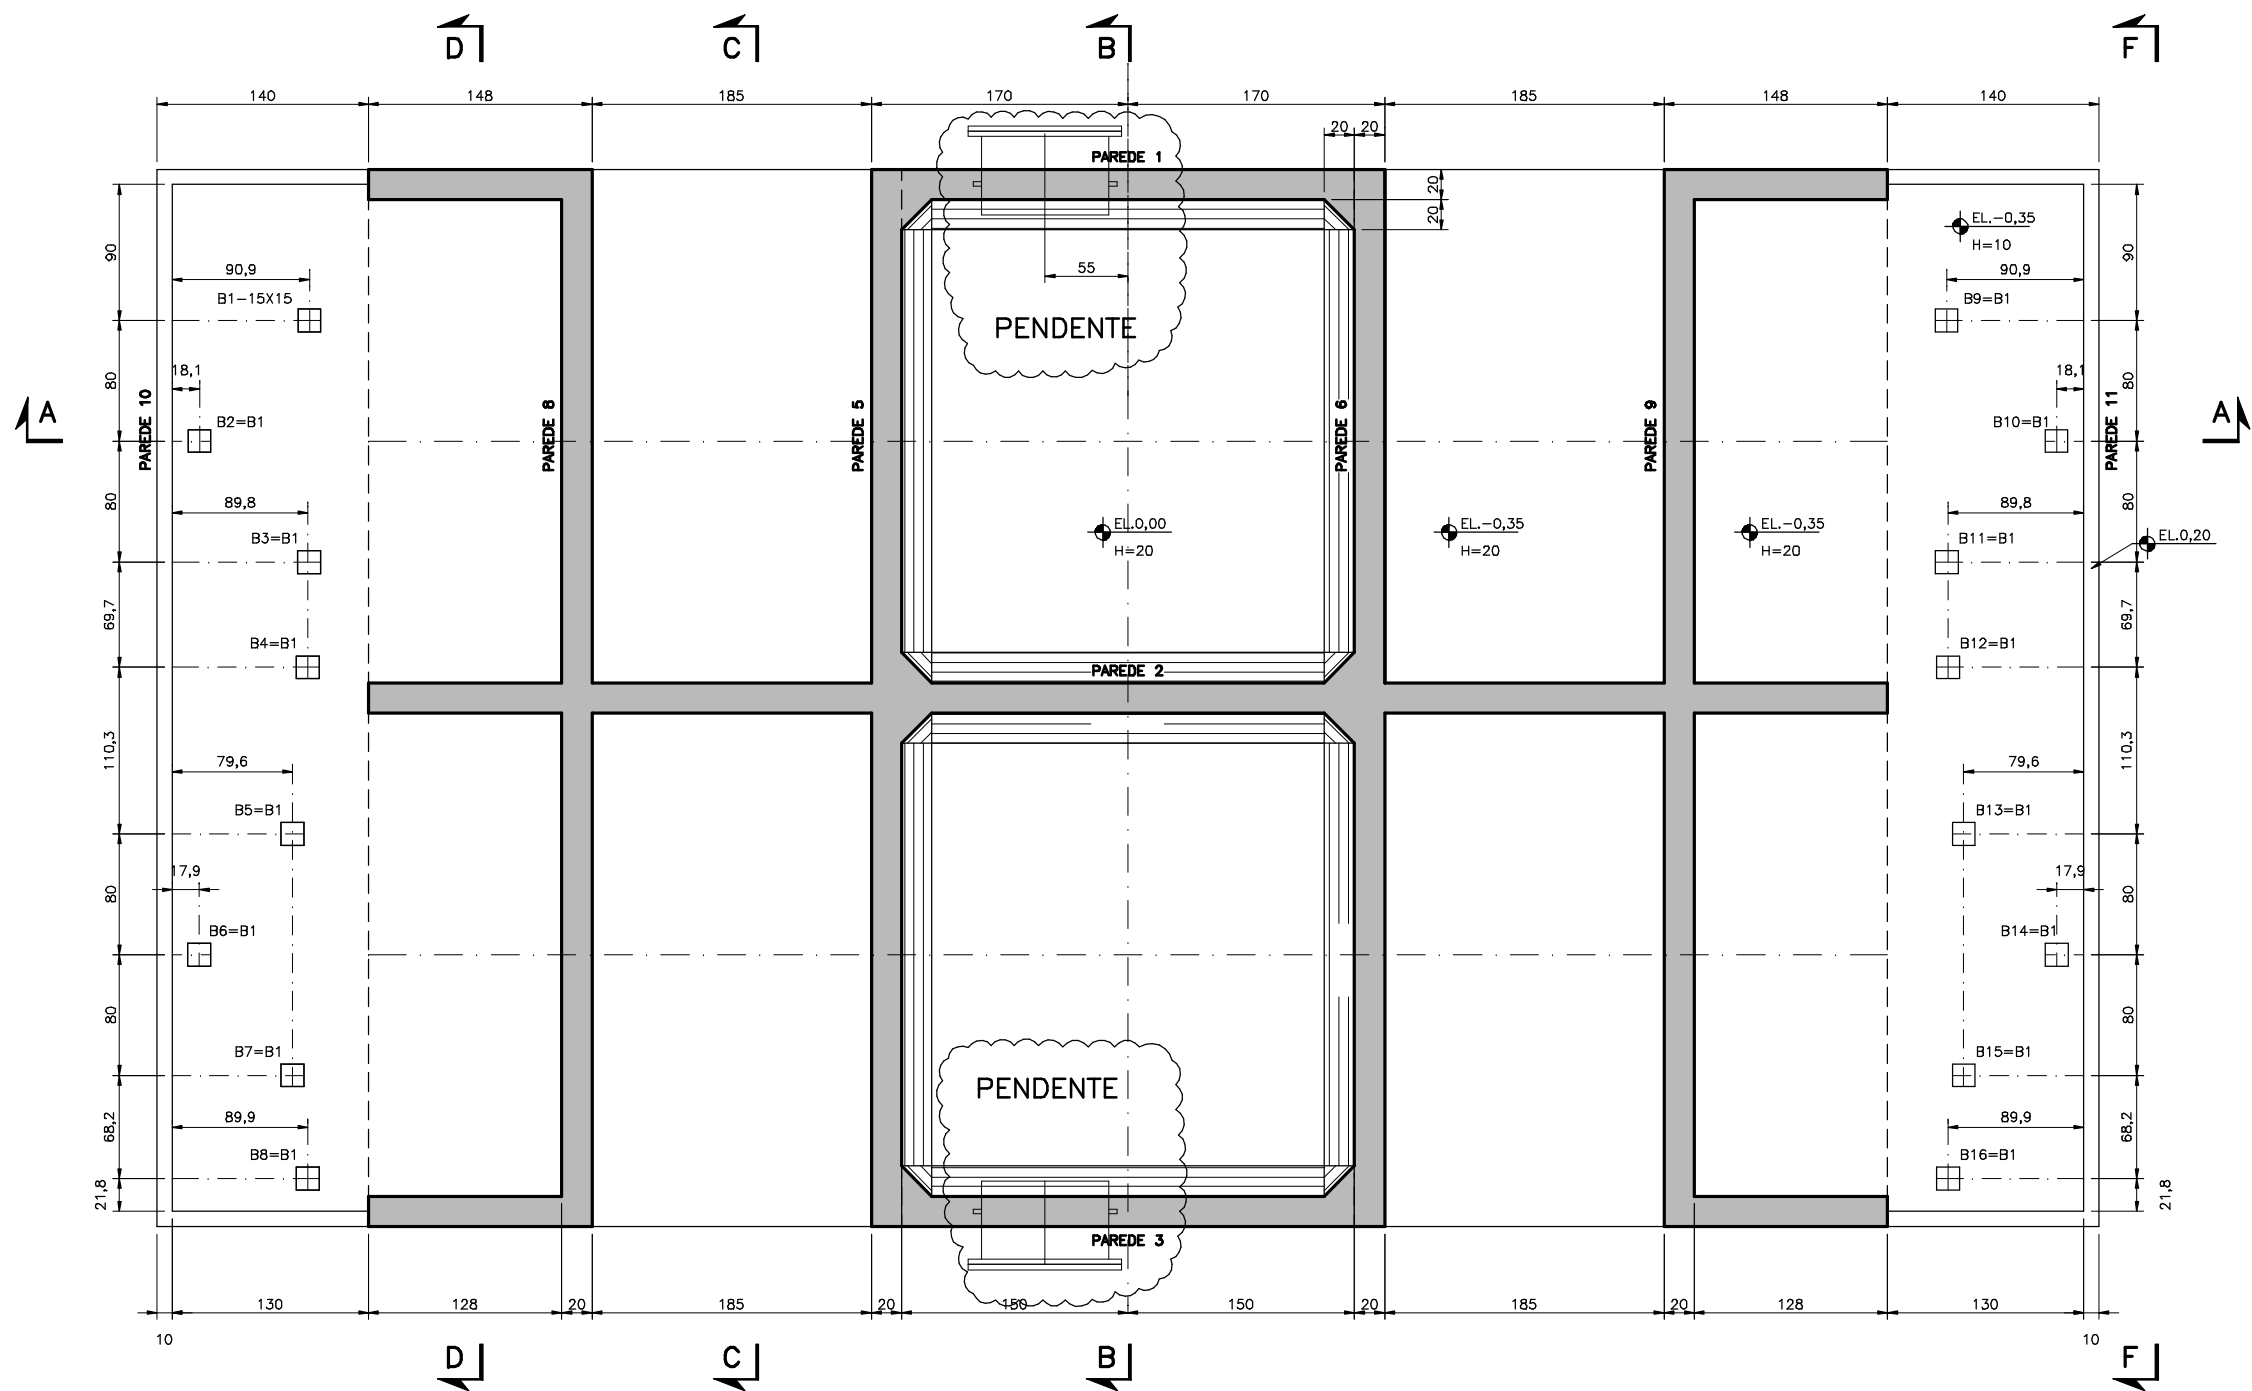 D C B F
140 148 185 170 170 185 148 140
20 20
PAREDE 1
20
20
EL.-0,35
H=10
90 90,9 55 90,9 90
B1-15X15
B9=B1
PENDENTE
80 18,1 18,1 80
A A
B2=B1
B10=B1
PAREDE 10
PAREDE 8
PAREDE 5
PAREDE 6
PAREDE 9
PAREDE 11
80 89,8 89,8 80
EL.0,00
H=20
EL.-0,35
H=20
EL.-0,35
H=20
EL.0,20
B3=B1
B11=B1
69,7 69,7
B4=B1
B12=B1
PAREDE 2
110,3 79,6 79,6 110,3
B5=B1
B13=B1
80 17,9 17,9 80
B6=B1
B14=B1
80 80
B7=B1
B15=B1
PENDENTE
68,2 89,9 89,9 68,2
B8=B1
B16=B1
21,8 21,8
PAREDE 3
130 128 20 185 20 150 150 20 185 20 128 130
10 10
D C B F